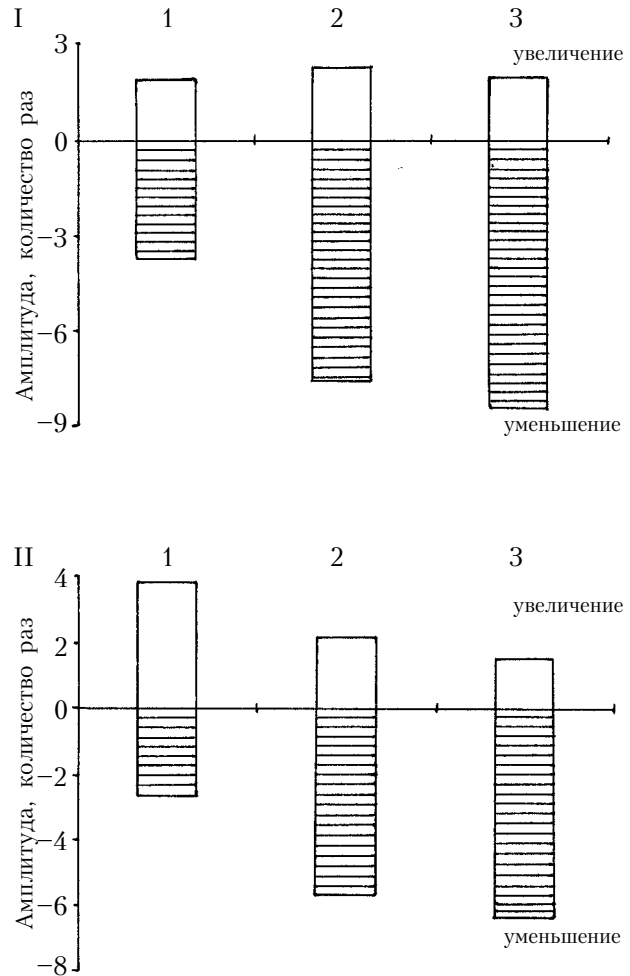 I 1 2 3
3
увеличение
0
−3
−6
−9
уменьшение
Амплитуда, количество раз
II 1 2 3
4
увеличение
2
0
−2
−4
−6
уменьшение
−8
Амплитуда, количество раз